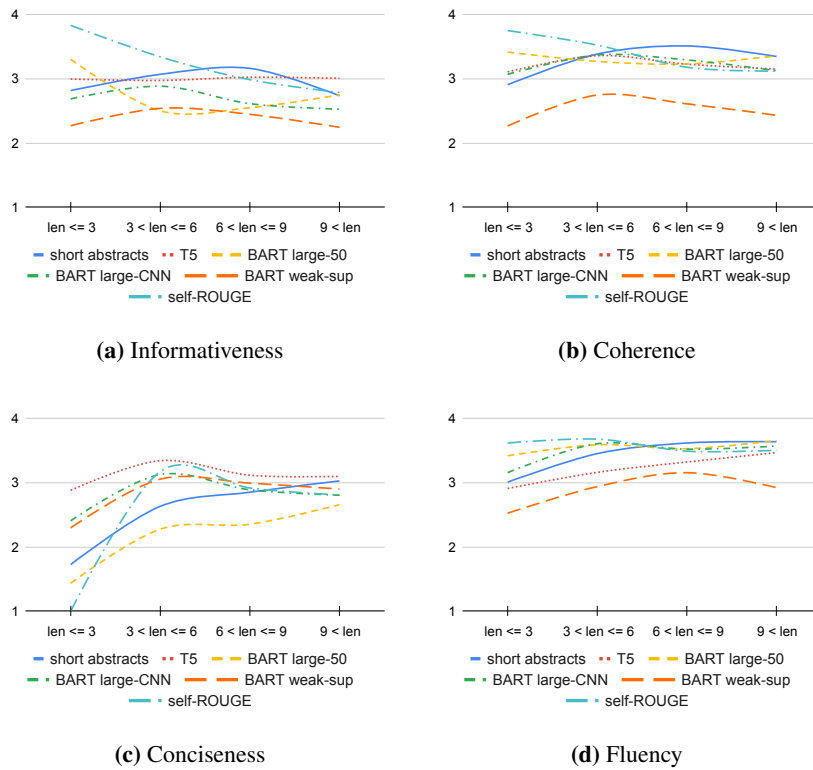 4
3
2
1
len <= 3
3 < len <= 6
6 < len <= 9
9 < len
short abstracts
T5
BART large-50
BART large-CNN
BART weak-sup
self-ROUGE
(a) Informativeness
4
3
2
1
len <= 3
3 < len <= 6
6 < len <= 9
9 < len
short abstracts
T5
BART large-50
BART large-CNN
BART weak-sup
self-ROUGE
(b) Coherence
4
3
2
1
len <= 3
3 < len <= 6
6 < len <= 9
9 < len
short abstracts
T5
BART large-50
BART large-CNN
BART weak-sup
self-ROUGE
(c) Conciseness
4
3
2
1
len <= 3
3 < len <= 6
6 < len <= 9
9 < len
short abstracts
T5
BART large-50
BART large-CNN
BART weak-sup
self-ROUGE
(d) Fluency